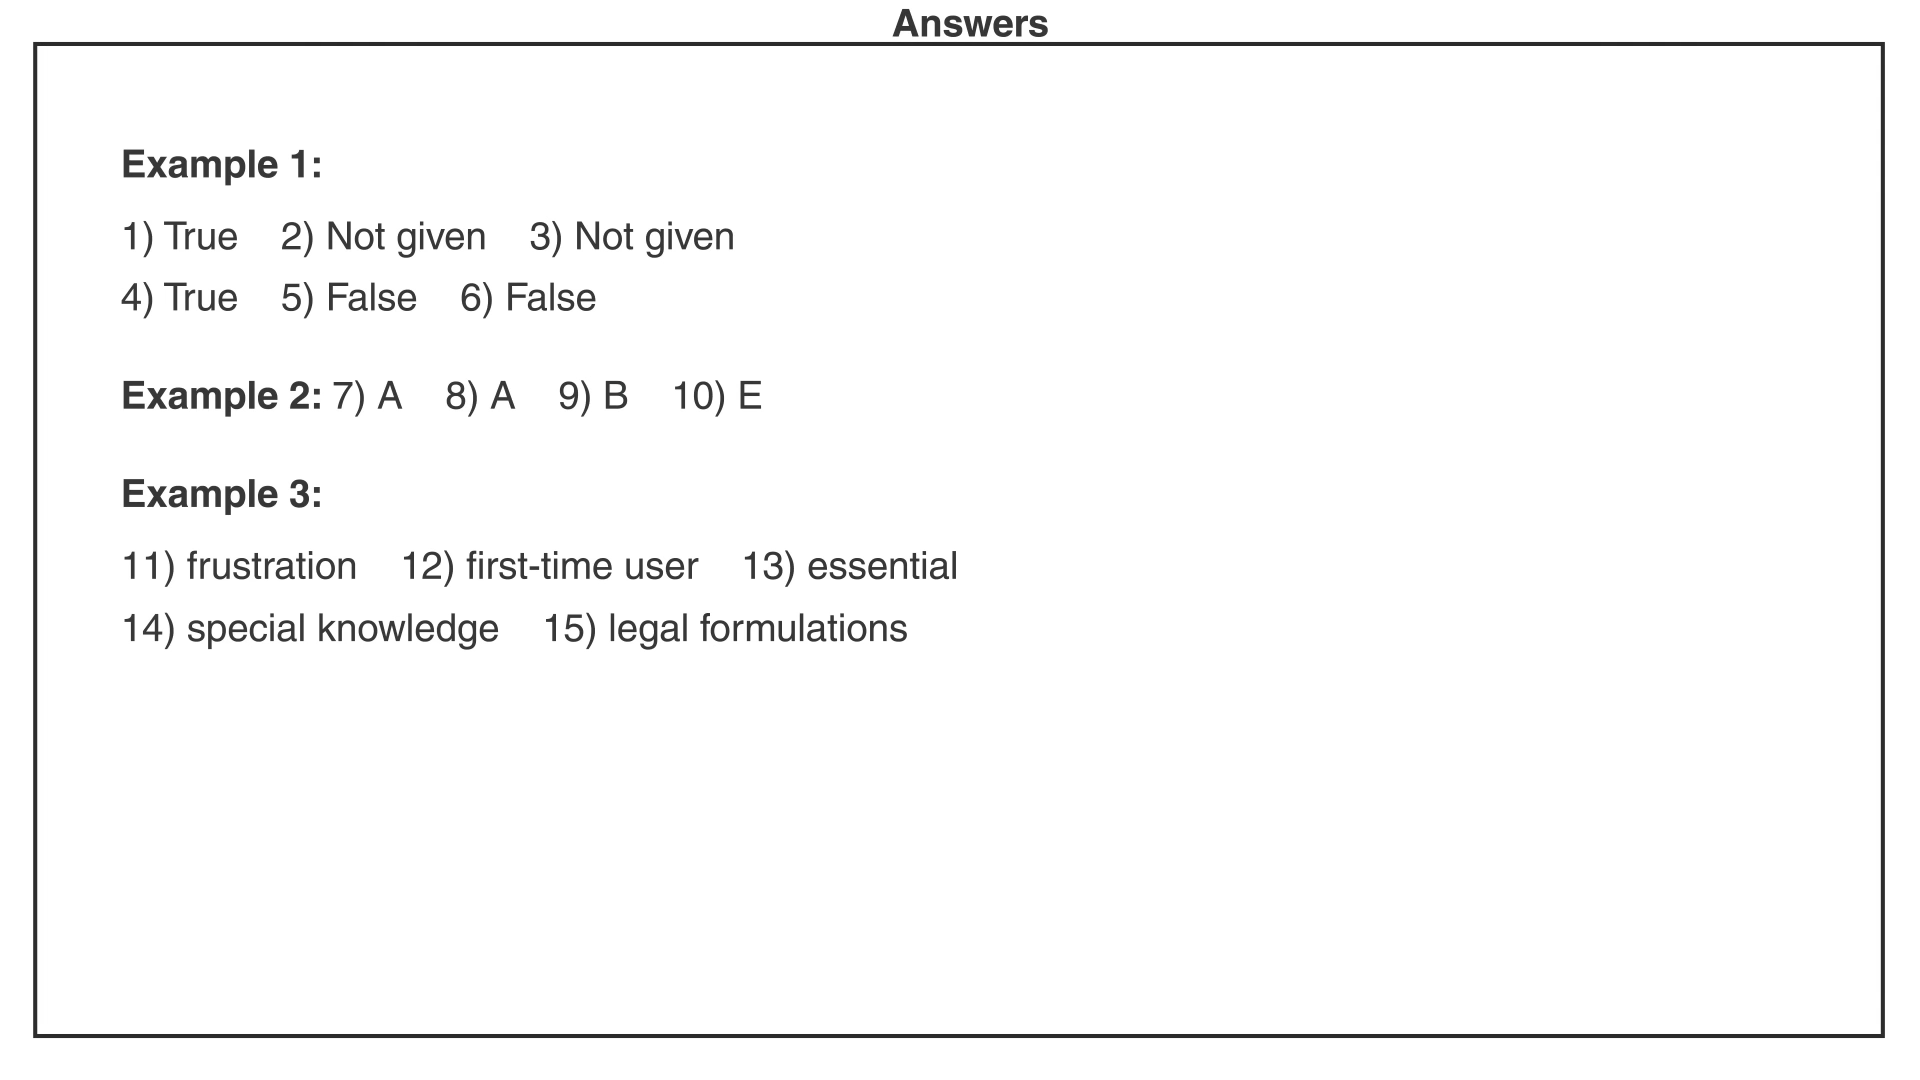 Answers
Example 1:
1) True 2) Not given 3) Not given
4) True 5) False 6) False
Example 2: 7) A 8) A 9) B 10) E
Example 3:
11) frustration 12) first-time user 13) essential
14) special knowledge 15) legal formulations